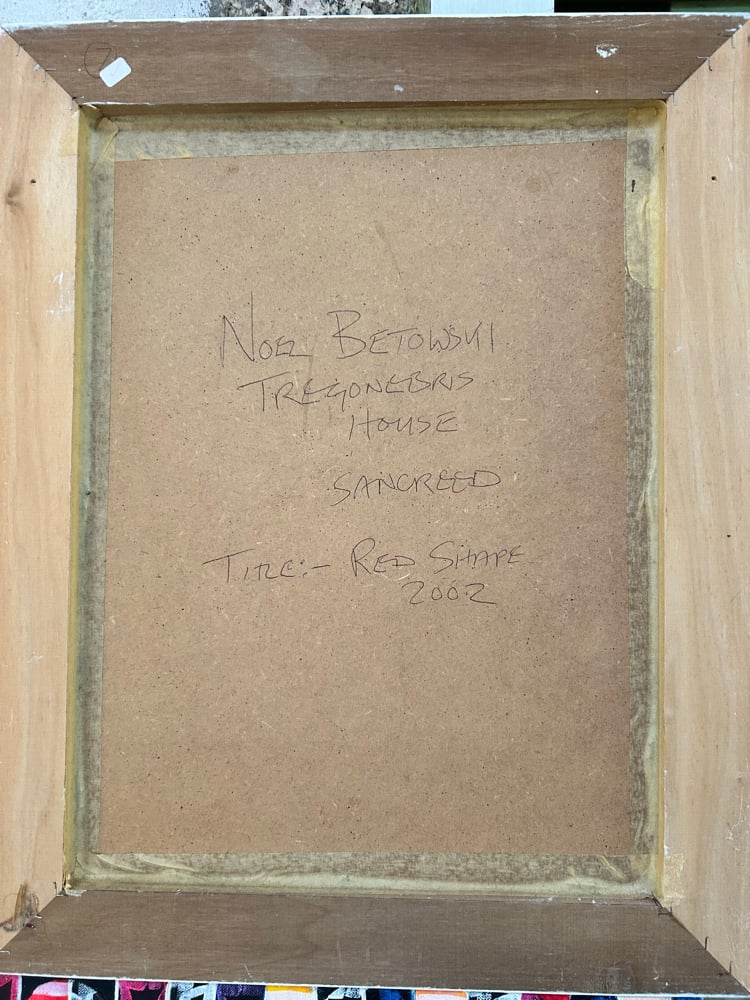 NOEL BETOWSKI
TREGONEBRIS
HOUSE
SANCREED
TITLE:- RED SHAPE
2002